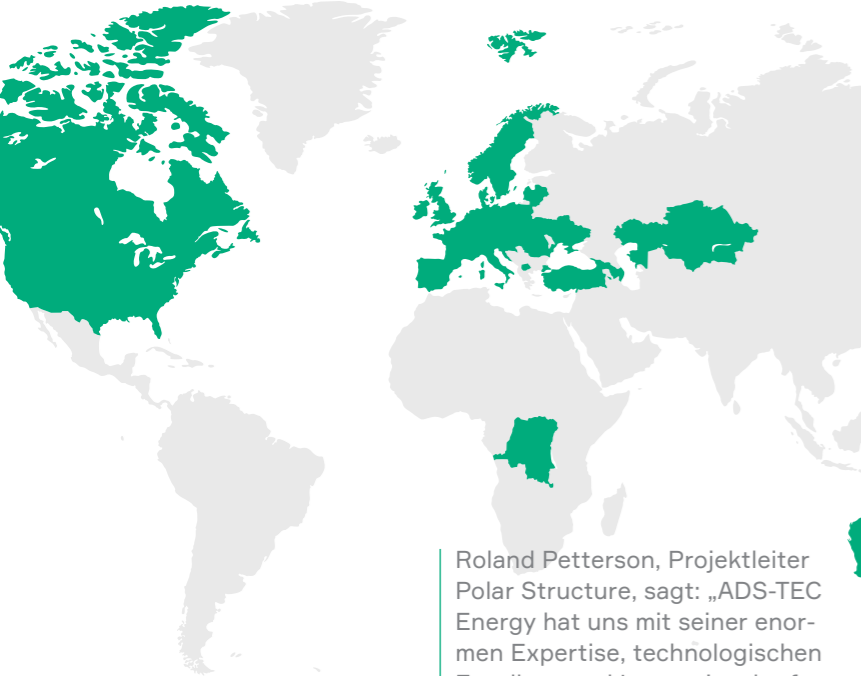 Roland Petterson, Projektleiter
Polar Structure, sagt: „ADS-TEC
Energy hat uns mit seiner enor-
men Expertise, technologischen